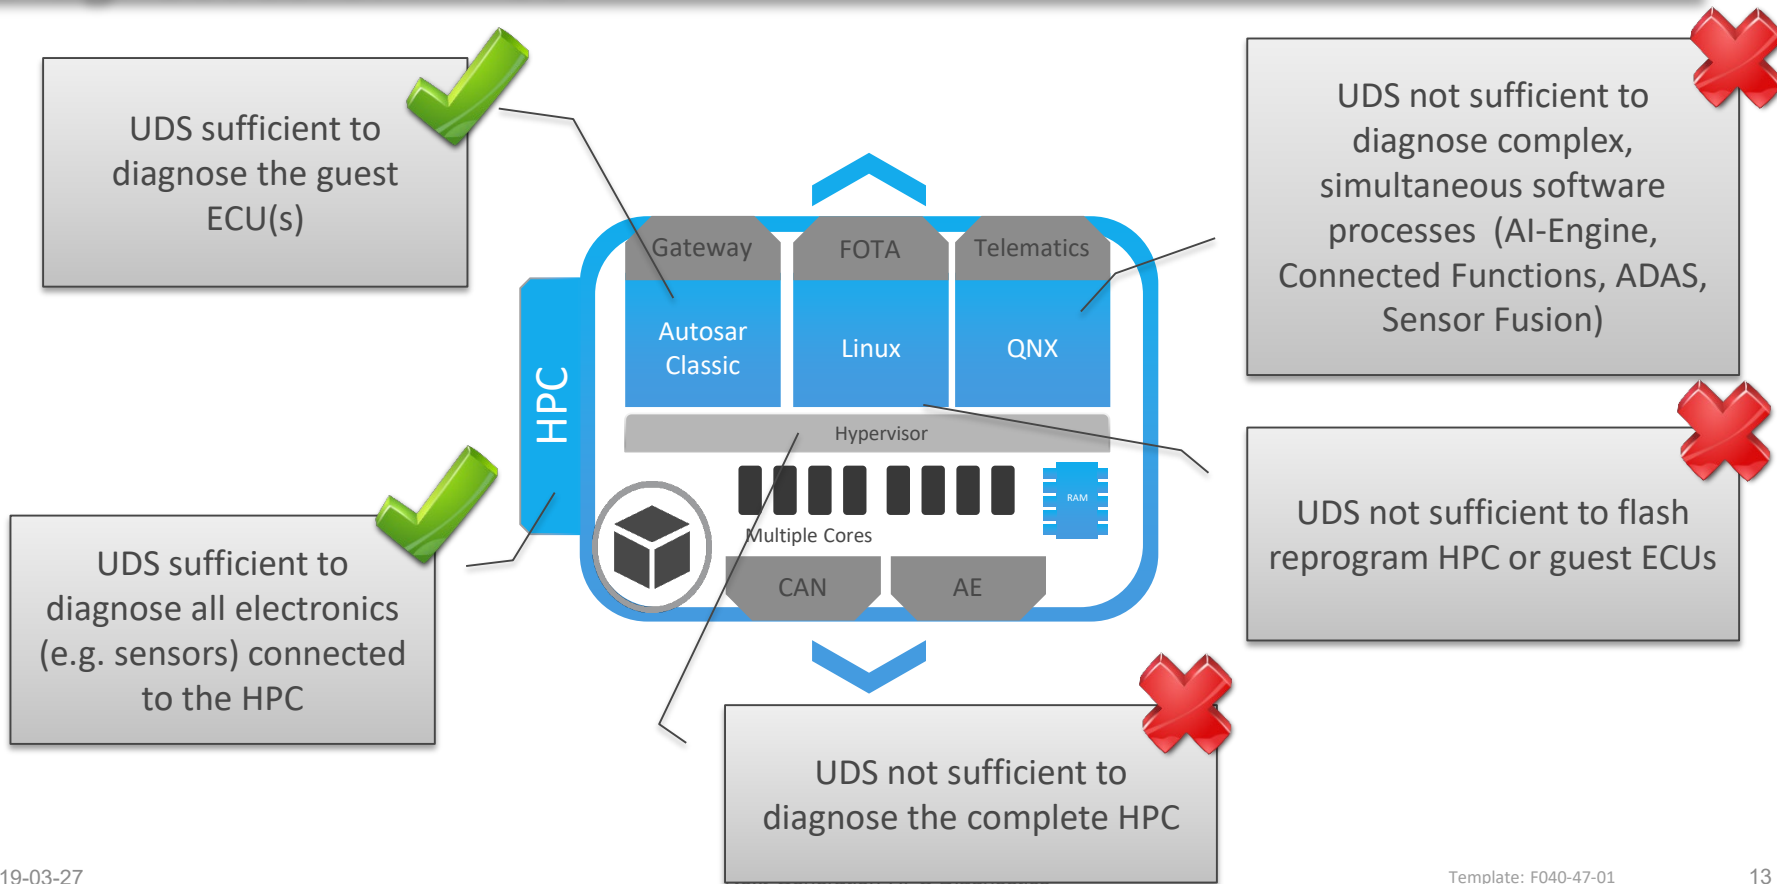 UDS sufficient to
diagnose the guest
ECU(s)
UDS not sufficient to
diagnose complex,
simultaneous software
processes (AI-Engine,
Connected Functions, ADAS,
Sensor Fusion)
Gateway
FOTA
Telematics
Autosar
Classic
Linux
QNX
HPC
Hypervisor
RAM
Multiple Cores
CAN
AE
UDS sufficient to
diagnose all electronics
(e.g. sensors) connected
to the HPC
UDS not sufficient to flash
reprogram HPC or guest ECUs
UDS not sufficient to
diagnose the complete HPC
19-03-27
Template: F040-47-01
13